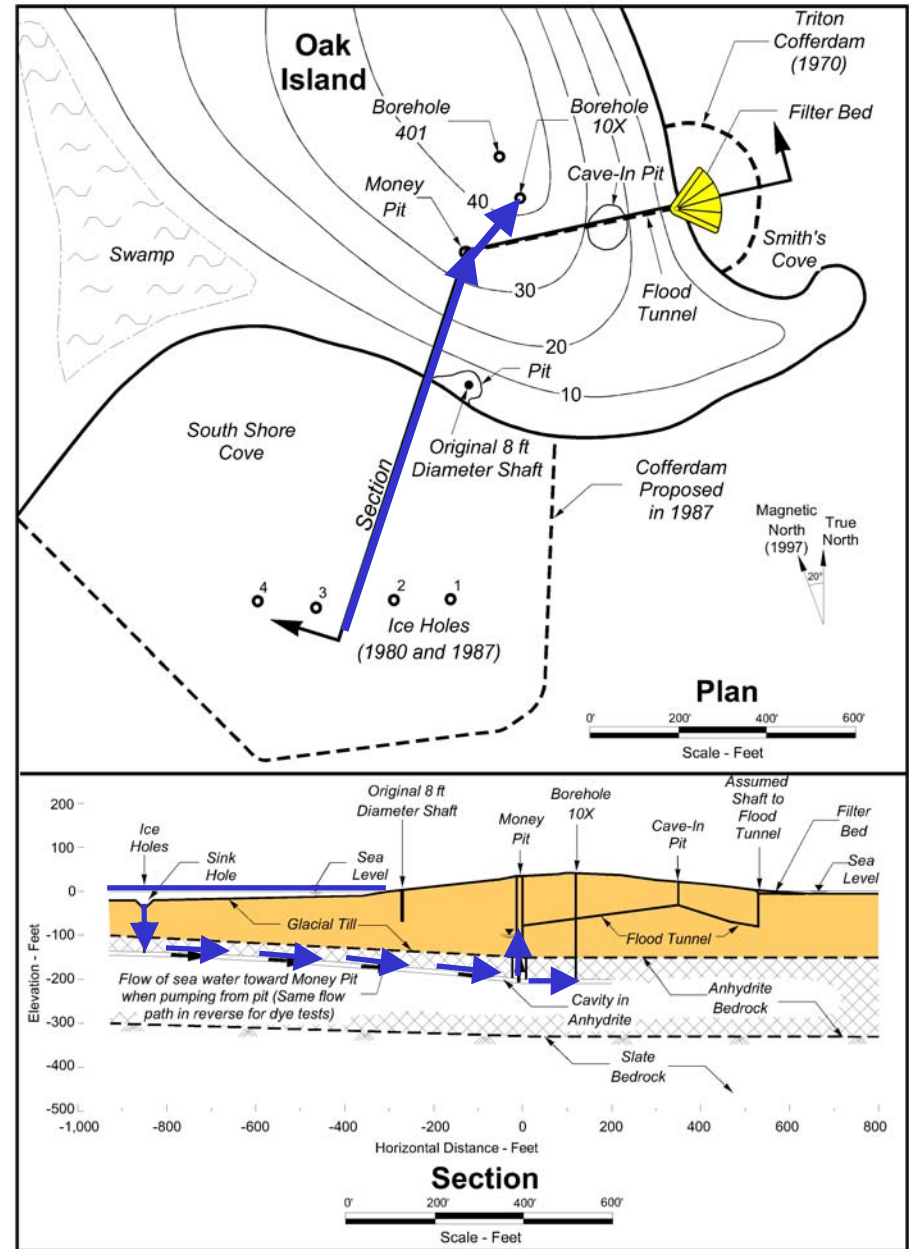 Oak
Island
Triton
Cofferdam
(1970)
Filter Bed
Borehole
401
Borehole
10X
Cave-In Pit
Money
Pit
40
Swamp
Smith's
Cove
Flood
Tunnel
30
20
Pit
10
South Shore
Cove
Original 8 ft
Diameter Shaft
Section
Cofferdam
Proposed
in 1987
Magnetic
North
(1997)
True
North
20°
4
3
2
1
Ice Holes
(1980 and 1987)
Plan
0' 200' 400' 600'
Scale - Feet
Original 8 ft
Diameter Shaft
Ice
Holes
Sink
Hole
Sea
Level
Money
Pit
Borehole
10X
Cave-In
Pit
Assumed
Shaft to
Flood
Tunnel
Filter
Bed
Sea
Level
Glacial Till
Flood Tunnel
Flow of sea water toward Money Pit
when pumping from pit (Same flow
path in reverse for dye tests)
Cavity in
Anhydrite
Anhydrite
Bedrock
Slate
Bedrock
Elevation - Feet
200
100
0
-100
-200
-300
-400
-500
-1,000 -800 -600 -400 -200 0 200 400 600 800
Horizontal Distance - Feet
Section
0' 200' 400' 600'
Scale - Feet